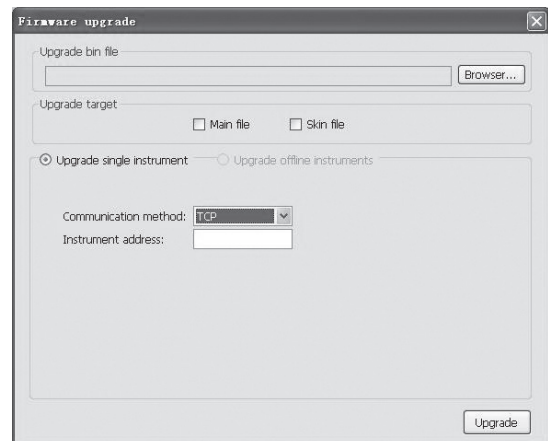 Firmware upgrade
Upgrade bin file
Browser...
Upgrade target
Main file Skin file
Upgrade single instrument Upgrade offline instruments
Communication method: TCP
Instrument address:
Upgrade